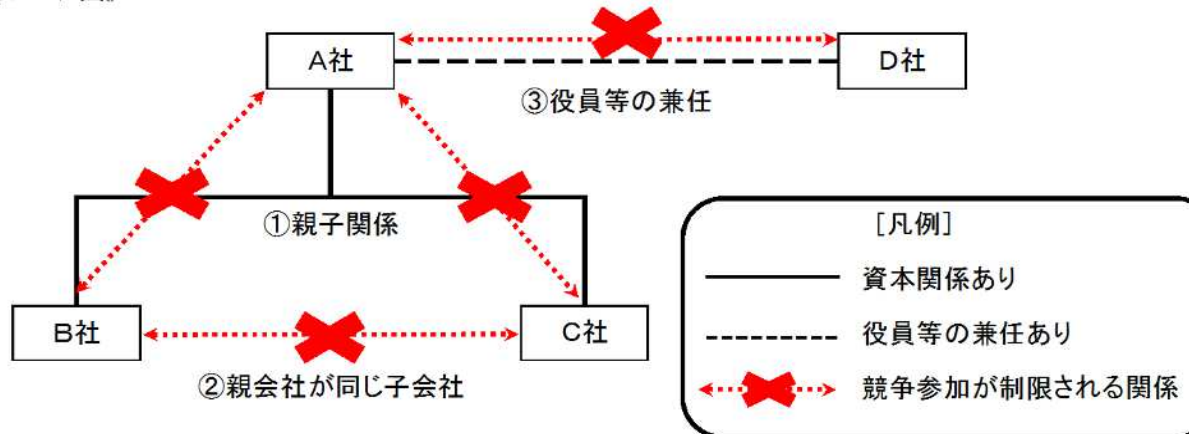 A社
D社
③役員等の兼任
①親子関係
B社
C社
②親会社が同じ子会社
[凡例]
資本関係あり
役員等の兼任あり
競争参加が制限される関係